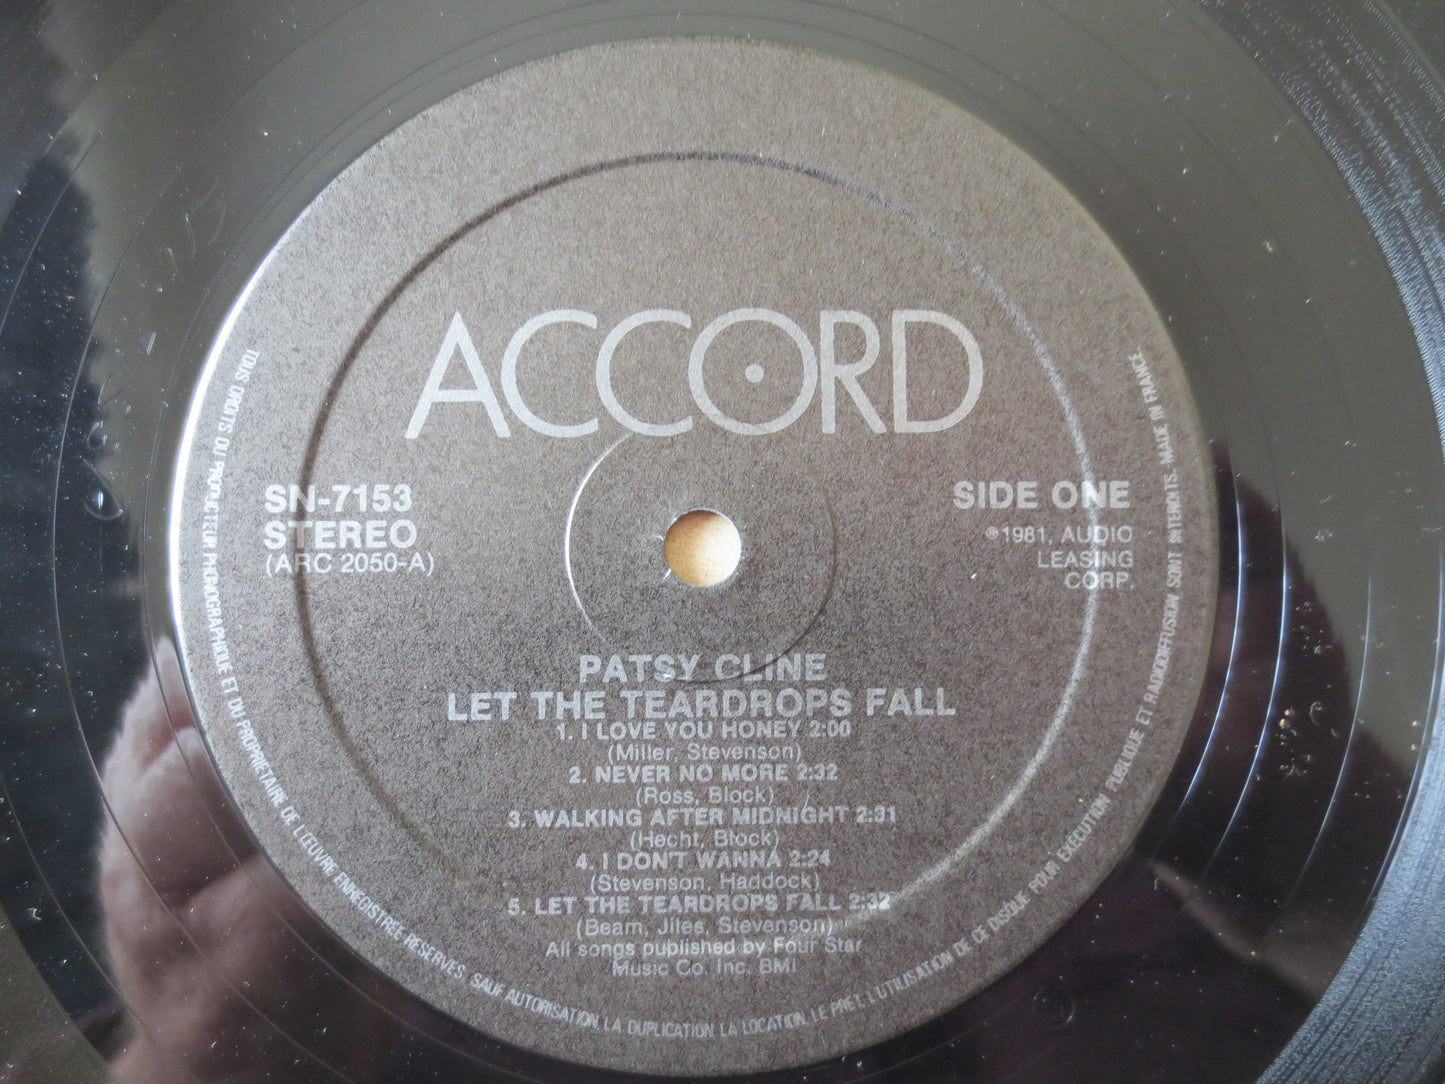 ACCORD
SN-7153
STEREO
(ARC 2050-A)
SIDE ONE
℗1981, AUDIO
LEASING
CORP.
PATSY CLINE
LET THE TEARDROPS FALL
1. I LOVE YOU HONEY 2:00
(Miller, Stevenson)
2. NEVER NO MORE 2:32
(Ross, Block)
3. WALKING AFTER MIDNIGHT 2:31
(Hecht, Block)
4. I DON'T WANNA 2:24
(Stevenson, Haddock)
5. LET THE TEARDROPS FALL 2:32
(Beam, Jiles, Stevenson)
All songs published by Four Star
Music Co. Inc. BMI
TOUS DROITS DU PRODUCTEUR PHONOGRAPHIQUE ET DU PROPRIETAIRE DE L'ŒUVRE ENREGISTREE RESERVES. SAUF AUTORISATION, LA DUPLICATION, LA LOCATION, LE PRET, L'UTILISATION DE CE DISQUE POUR EXECUTION PUBLIQUE ET RADIODIFFUSION SONT INTERDITS. MADE IN FRANCE.